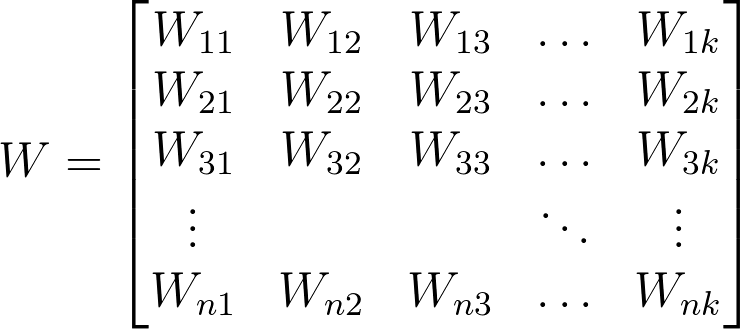 W = [ W₁₁ W₁₂ W₁₃ … W₁ₖ
W₂₁ W₂₂ W₂₃ … W₂ₖ
W₃₁ W₃₂ W₃₃ … W₃ₖ
⋮ ⋱ ⋮
Wₙ₁ Wₙ₂ Wₙ₃ … Wₙₖ ]